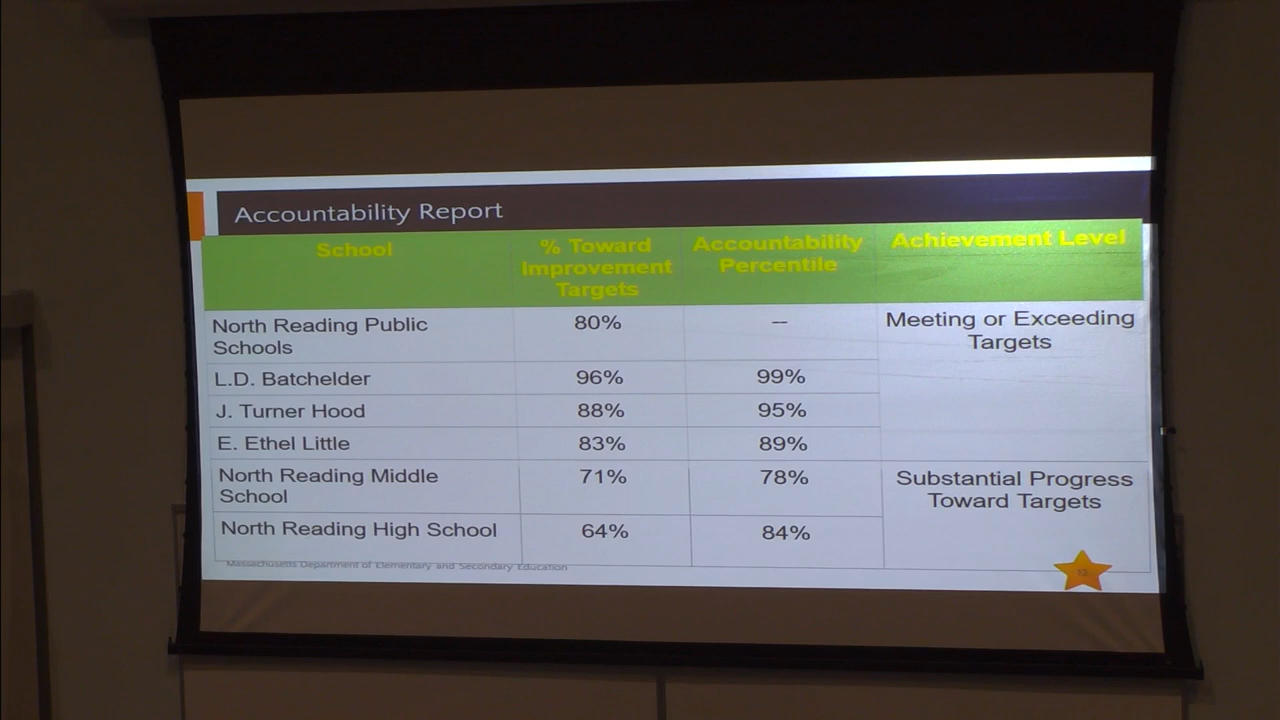 Accountability Report
School % Toward Improvement Targets Accountability Percentile Achievement Level
North Reading Public Schools 80% -- Meeting or Exceeding Targets
L.D. Batchelder 96% 99%
J. Turner Hood 88% 95%
E. Ethel Little 83% 89%
North Reading Middle School 71% 78% Substantial Progress Toward Targets
North Reading High School 64% 84%
Massachusetts Department of Elementary and Secondary Education
12